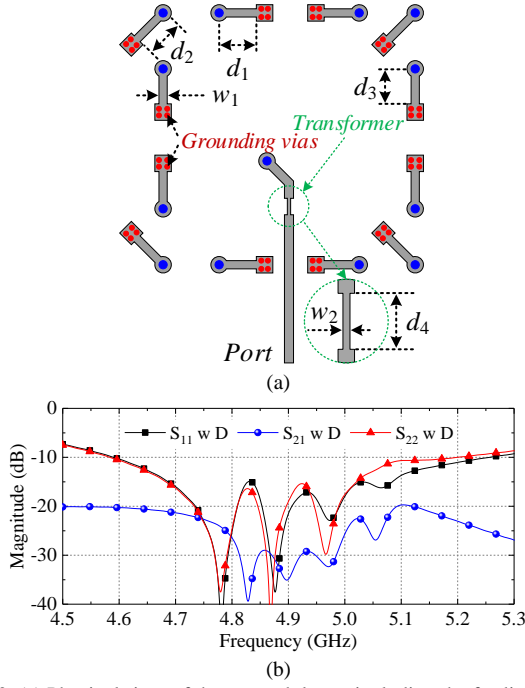 d₂
d₁
d₃
w₁
Transformer
Grounding vias
w₂
d₄
Port
(a)
S₁₁ w D
S₂₁ w D
S₂₂ w D
0
-10
-20
-30
-40
Magnitude (dB)
4.5 4.6 4.7 4.8 4.9 5.0 5.1 5.2 5.3
Frequency (GHz)
(b)